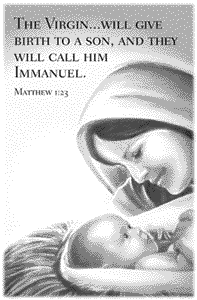 The Virgin...will give
birth to a son, and they
will call him
Immanuel.
Matthew 1:23